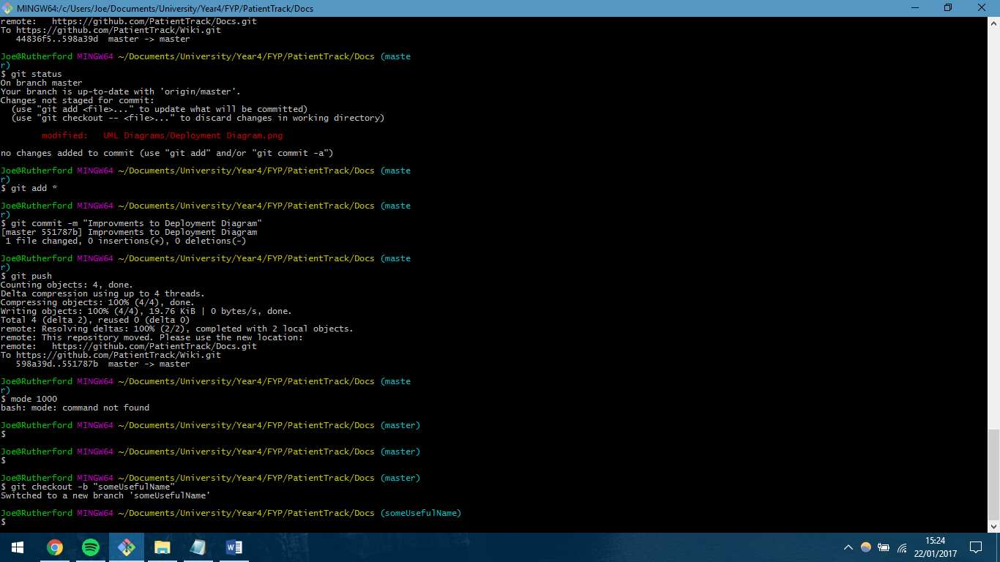 MINGW64:/c/Users/Joe/Documents/University/Year4/FYP/PatientTrack/Docs
remote:   https://github.com/PatientTrack/Docs.git
To https://github.com/PatientTrack/Wiki.git
   44836f5..598a39d  master -> master
Joe@Rutherford MINGW64 ~/Documents/University/Year4/FYP/PatientTrack/Docs (maste
r)
$ git status
On branch master
Your branch is up-to-date with 'origin/master'.
Changes not staged for commit:
  (use "git add <file>..." to update what will be committed)
  (use "git checkout -- <file>..." to discard changes in working directory)
        modified:   UML Diagrams/Deployment Diagram.png
no changes added to commit (use "git add" and/or "git commit -a")
Joe@Rutherford MINGW64 ~/Documents/University/Year4/FYP/PatientTrack/Docs (maste
r)
$ git add *
Joe@Rutherford MINGW64 ~/Documents/University/Year4/FYP/PatientTrack/Docs (maste
r)
$ git commit -m "Improvments to Deployment Diagram"
[master 551787b] Improvments to Deployment Diagram
 1 file changed, 0 insertions(+), 0 deletions(-)
Joe@Rutherford MINGW64 ~/Documents/University/Year4/FYP/PatientTrack/Docs (maste
r)
$ git push
Counting objects: 4, done.
Delta compression using up to 4 threads.
Compressing objects: 100% (4/4), done.
Writing objects: 100% (4/4), 19.76 KiB | 0 bytes/s, done.
Total 4 (delta 2), reused 0 (delta 0)
remote: Resolving deltas: 100% (2/2), completed with 2 local objects.
remote: This repository moved. Please use the new location:
remote:   https://github.com/PatientTrack/Docs.git
To https://github.com/PatientTrack/Wiki.git
   598a39d..551787b  master -> master
Joe@Rutherford MINGW64 ~/Documents/University/Year4/FYP/PatientTrack/Docs (maste
r)
$ mode 1000
bash: mode: command not found
Joe@Rutherford MINGW64 ~/Documents/University/Year4/FYP/PatientTrack/Docs (master)
$
Joe@Rutherford MINGW64 ~/Documents/University/Year4/FYP/PatientTrack/Docs (master)
$
Joe@Rutherford MINGW64 ~/Documents/University/Year4/FYP/PatientTrack/Docs (master)
$ git checkout -b "someUsefulName"
Switched to a new branch 'someUsefulName'
Joe@Rutherford MINGW64 ~/Documents/University/Year4/FYP/PatientTrack/Docs (someUsefulName)
$
15:24
22/01/2017